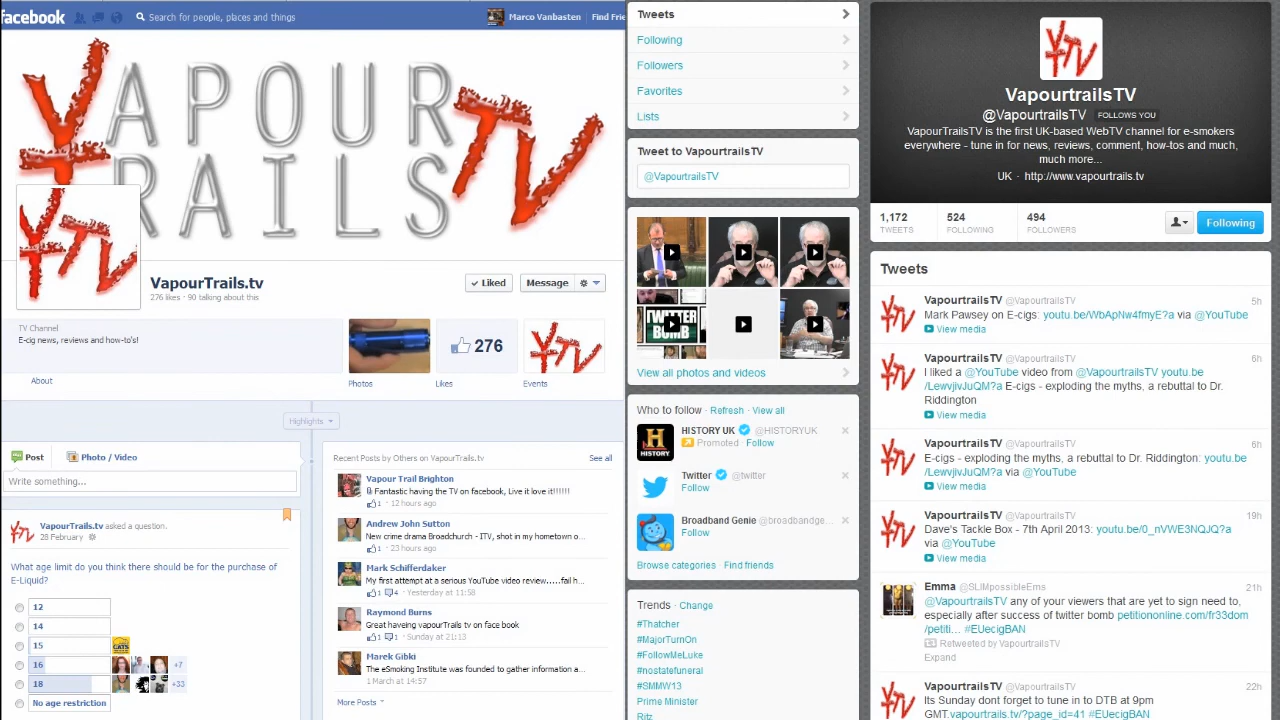 facebook
Search for people, places and things
Marco Vanbasten
Find Frie
VAPOUR
TRAILS
TV
YTV
VapourTrails.tv
276 likes · 90 talking about this
Liked
Message
TV Channel
E-cig news, reviews and how-to's!
About
Photos
276
Likes
Events
Highlights
Post
Photo / Video
Write something...
VapourTrails.tv asked a question.
28 February
What age limit do you think there should be for the purchase of
E-Liquid?
12
14
15
16
+7
18
+33
No age restriction
Recent Posts by Others on VapourTrails.tv
See all
Vapour Trail Brighton
Fantastic having the TV on facebook, Live it love it!!!!!!
1 · 12 hours ago
Andrew John Sutton
New crime drama Broadchurch - ITV, shot in my hometown o...
1 · 23 hours ago
Mark Schifferdaker
My first attempt at a serious YouTube video review.....fail h...
1 4 · Yesterday at 11:58
Raymond Burns
Great haveing vapourTrails tv on face book
1 1 · Sunday at 21:13
Marek Gibki
The eSmoking Institute was founded to gather information a...
1 March at 14:57
More Posts
Tweets
Following
Followers
Favorites
Lists
Tweet to VapourtrailsTV
@VapourtrailsTV
TWITTER
BOMB
View all photos and videos
Who to follow · Refresh · View all
HISTORY UK @HISTORYUK
Promoted · Follow
HISTORY
Twitter @twitter
Follow
Broadband Genie @broadbandge...
Follow
Browse categories · Find friends
Trends · Change
#Thatcher
#MajorTurnOn
#FollowMeLuke
#nostatefuneral
#SMMW13
Prime Minister
Ritz
YTV
VapourtrailsTV
@VapourtrailsTV FOLLOWS YOU
VapourTrailsTV is the first UK-based WebTV channel for e-smokers
everywhere - tune in for news, reviews, comment, how-tos and much,
much more...
UK · http://www.vapourtrails.tv
1,172
TWEETS
524
FOLLOWING
494
FOLLOWERS
Following
Tweets
VapourtrailsTV @VapourtrailsTV 5h
Mark Pawsey on E-cigs: youtu.be/WbApNw4fmyE?a via @YouTube
View media
VapourtrailsTV @VapourtrailsTV 6h
I liked a @YouTube video from @VapourtrailsTV youtu.be
/LewvjivJuQM?a E-cigs - exploding the myths, a rebuttal to Dr.
Riddington
View media
VapourtrailsTV @VapourtrailsTV 6h
E-cigs - exploding the myths, a rebuttal to Dr. Riddington: youtu.be
/LewvjivJuQM?a via @YouTube
View media
VapourtrailsTV @VapourtrailsTV 19h
Dave's Tackle Box - 7th April 2013: youtu.be/0_nVWE3NQJQ?a
via @YouTube
View media
Emma @SLIMpossibleEms 21h
@VapourtrailsTV any of your viewers that are yet to sign need to,
especially after success of twitter bomb petitiononline.com/fr33dom
/petiti... #EUecigBAN
Retweeted by VapourtrailsTV
Expand
VapourtrailsTV @VapourtrailsTV 22h
Its Sunday dont forget to tune in to DTB at 9pm
GMT.vapourtrails.tv/?page_id=41 #EUecigBAN